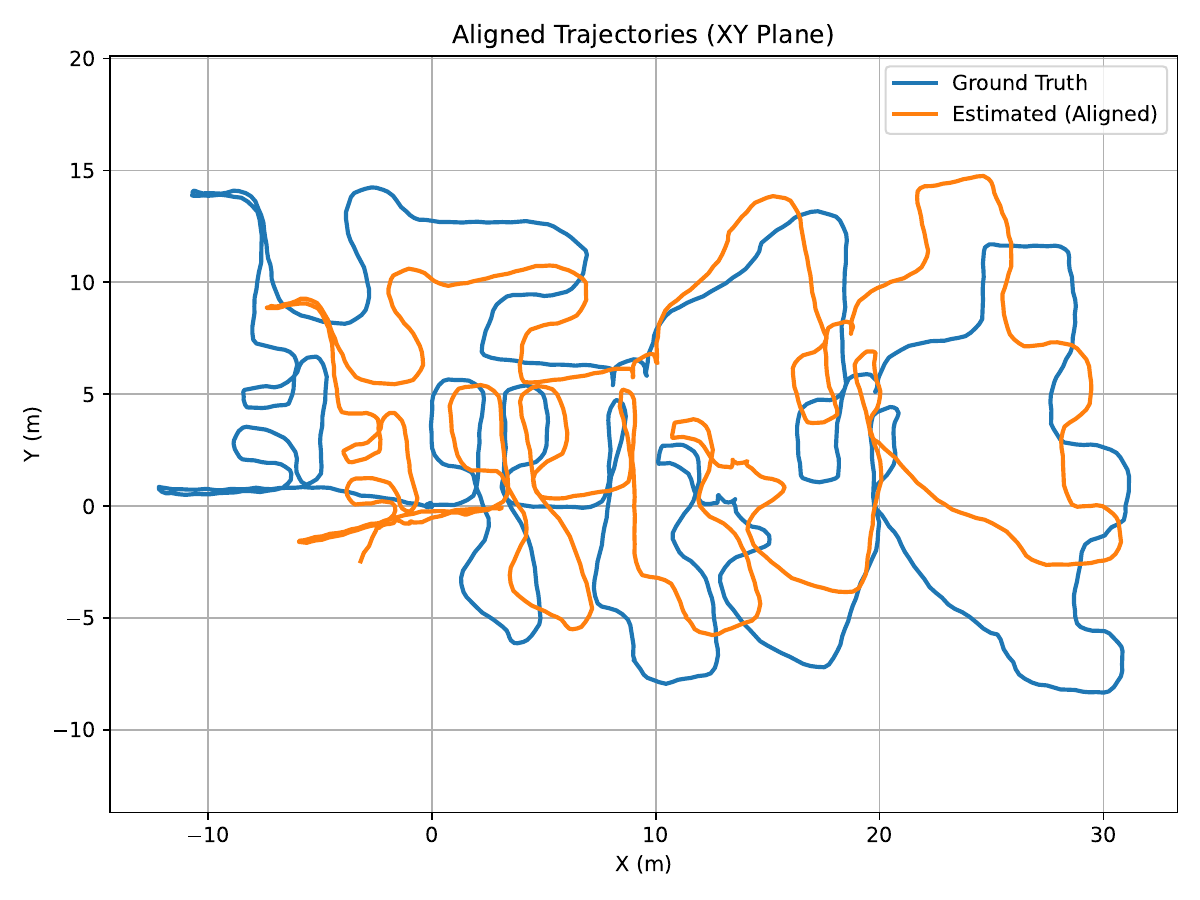 Aligned Trajectories (XY Plane)
Ground Truth
Estimated (Aligned)
Y (m)
20
15
10
5
0
−5
−10
−10 0 10 20 30
X (m)